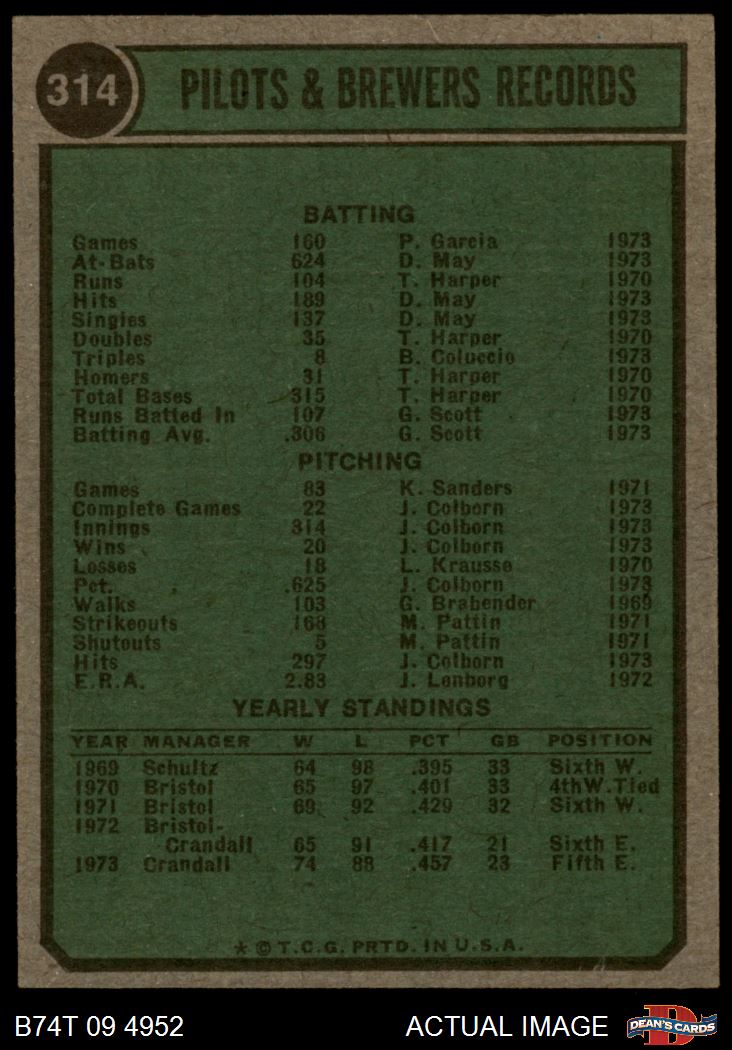 314 PILOTS & BREWERS RECORDS
BATTING
Games 160 P. Garcia 1973
At-Bats 624 D. May 1973
Runs 104 T. Harper 1970
Hits 189 D. May 1973
Singles 137 D. May 1973
Doubles 35 T. Harper 1970
Triples 8 B. Coluccio 1973
Homers 31 T. Harper 1970
Total Bases 315 T. Harper 1970
Runs Batted In 107 G. Scott 1973
Batting Avg. .306 G. Scott 1973
PITCHING
Games 83 K. Sanders 1971
Complete Games 22 J. Colborn 1973
Innings 314 J. Colborn 1973
Wins 20 J. Colborn 1973
Losses 18 L. Krausse 1970
Pct. .625 J. Colborn 1973
Walks 103 G. Brabender 1969
Strikeouts 168 M. Pattin 1971
Shutouts 5 M. Pattin 1971
Hits 297 J. Colborn 1973
E.R.A. 2.83 J. Lonborg 1972
YEARLY STANDINGS
YEAR MANAGER W L PCT GB POSITION
1969 Schultz 64 98 .395 33 Sixth W.
1970 Bristol 65 97 .401 33 4thW.Tied
1971 Bristol 69 92 .429 32 Sixth W.
1972 Bristol-
Crandall 65 91 .417 21 Sixth E.
1973 Crandall 74 88 .457 23 Fifth E.
* © T.C.G. PRTD. IN U.S.A.
B74T 09 4952 ACTUAL IMAGE DEAN'S CARDS